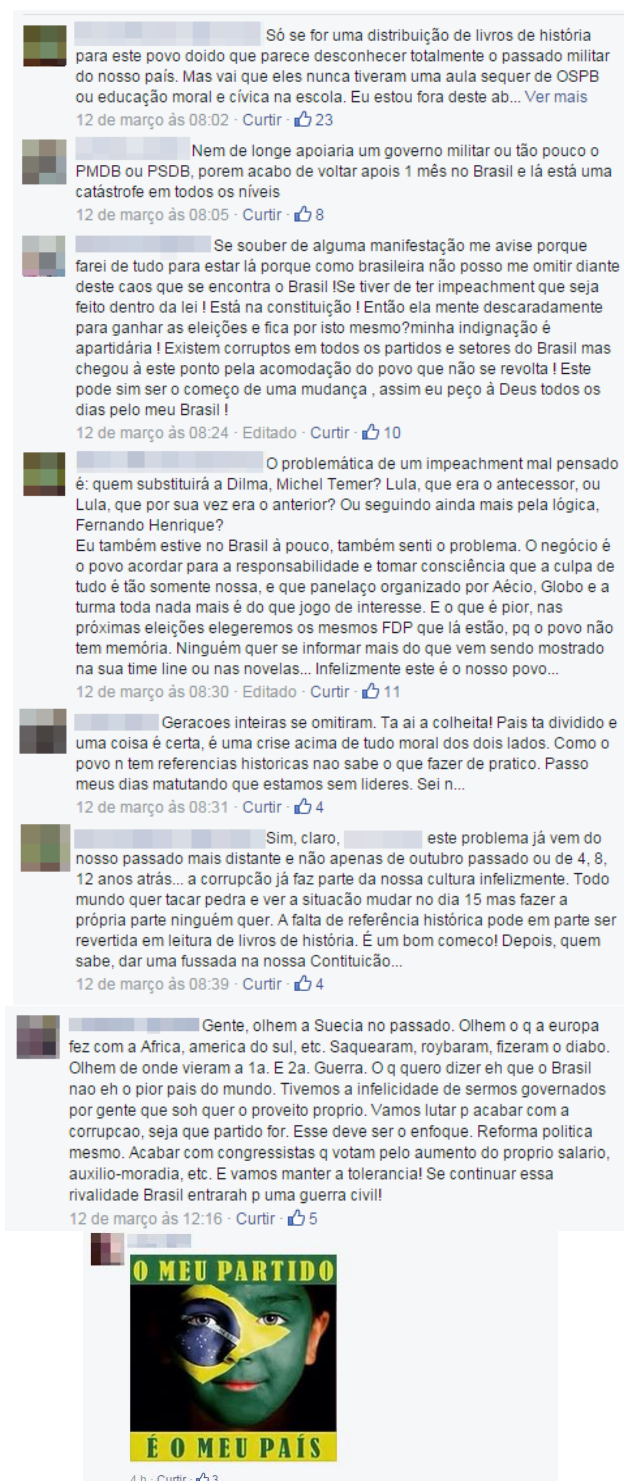 Só se for uma distribuição de livros de história
para este povo doido que parece desconhecer totalmente o passado militar
do nosso país. Mas vai que eles nunca tiveram uma aula sequer de OSPB
ou educação moral e cívica na escola. Eu estou fora deste ab... Ver mais
12 de março às 08:02 · Curtir · 23
Nem de longe apoiaria um governo militar ou tão pouco o
PMDB ou PSDB, porem acabo de voltar apois 1 mês no Brasil e lá está uma
catástrofe em todos os níveis
12 de março às 08:05 · Curtir · 8
Se souber de alguma manifestação me avise porque
farei de tudo para estar lá porque como brasileira não posso me omitir diante
deste caos que se encontra o Brasil !Se tiver de ter impeachment que seja
feito dentro da lei ! Está na constituição ! Então ela mente descaradamente
para ganhar as eleições e fica por isto mesmo?minha indignação é
apartidária ! Existem corruptos em todos os partidos e setores do Brasil mas
chegou à este ponto pela acomodação do povo que não se revolta ! Este
pode sim ser o começo de uma mudança , assim eu peço à Deus todos os
dias pelo meu Brasil !
12 de março às 08:24 · Editado · Curtir · 10
O problemática de um impeachment mal pensado
é: quem substituirá a Dilma, Michel Temer? Lula, que era o antecessor, ou
Lula, que por sua vez era o anterior? Ou seguindo ainda mais pela lógica,
Fernando Henrique?
Eu também estive no Brasil à pouco, também senti o problema. O negócio é
o povo acordar para a responsabilidade e tomar consciência que a culpa de
tudo é tão somente nossa, e que panelaço organizado por Aécio, Globo e a
turma toda nada mais é do que jogo de interesse. E o que é pior, nas
próximas eleições elegeremos os mesmos FDP que lá estão, pq o povo não
tem memória. Ninguém quer se informar mais do que vem sendo mostrado
na sua time line ou nas novelas... Infelizmente este é o nosso povo...
12 de março às 08:30 · Editado · Curtir · 11
Geracoes inteiras se omitiram. Ta ai a colheita! Pais ta dividido e
uma coisa é certa, é uma crise acima de tudo moral dos dois lados. Como o
povo n tem referencias historicas nao sabe o que fazer de pratico. Passo
meus dias matutando que estamos sem lideres. Sei n...
12 de março às 08:31 · Curtir · 4
Sim, claro, este problema já vem do
nosso passado mais distante e não apenas de outubro passado ou de 4, 8,
12 anos atrás... a corrupcão já faz parte da nossa cultura infelizmente. Todo
mundo quer tacar pedra e ver a situacão mudar no dia 15 mas fazer a
própria parte ninguém quer. A falta de referência histórica pode em parte ser
revertida em leitura de livros de história. É um bom comeco! Depois, quem
sabe, dar uma fussada na nossa Contituicão...
12 de março às 08:39 · Curtir · 4
Gente, olhem a Suecia no passado. Olhem o q a europa
fez com a Africa, america do sul, etc. Saquearam, roybaram, fizeram o diabo.
Olhem de onde vieram a 1a. E 2a. Guerra. O q quero dizer eh que o Brasil
nao eh o pior pais do mundo. Tivemos a infelicidade de sermos governados
por gente que soh quer o proveito proprio. Vamos lutar p acabar com a
corrupcao, seja que partido for. Esse deve ser o enfoque. Reforma politica
mesmo. Acabar com congressistas q votam pelo aumento do proprio salario,
auxilio-moradia, etc. E vamos manter a tolerancia! Se continuar essa
rivalidade Brasil entrarah p uma guerra civil!
12 de março às 12:16 · Curtir · 5
O MEU PARTIDO
É O MEU PAÍS
4 h · Curtir · 3